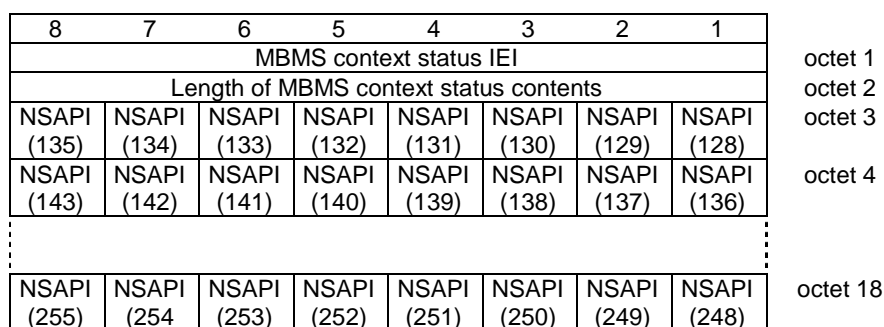 8 7 6 5 4 3 2 1
MBMS context status IEI octet 1
Length of MBMS context status contents octet 2
NSAPI NSAPI NSAPI NSAPI NSAPI NSAPI NSAPI NSAPI octet 3
(135) (134) (133) (132) (131) (130) (129) (128)
NSAPI NSAPI NSAPI NSAPI NSAPI NSAPI NSAPI NSAPI octet 4
(143) (142) (141) (140) (139) (138) (137) (136)
NSAPI NSAPI NSAPI NSAPI NSAPI NSAPI NSAPI NSAPI octet 18
(255) (254 (253) (252) (251) (250) (249) (248)